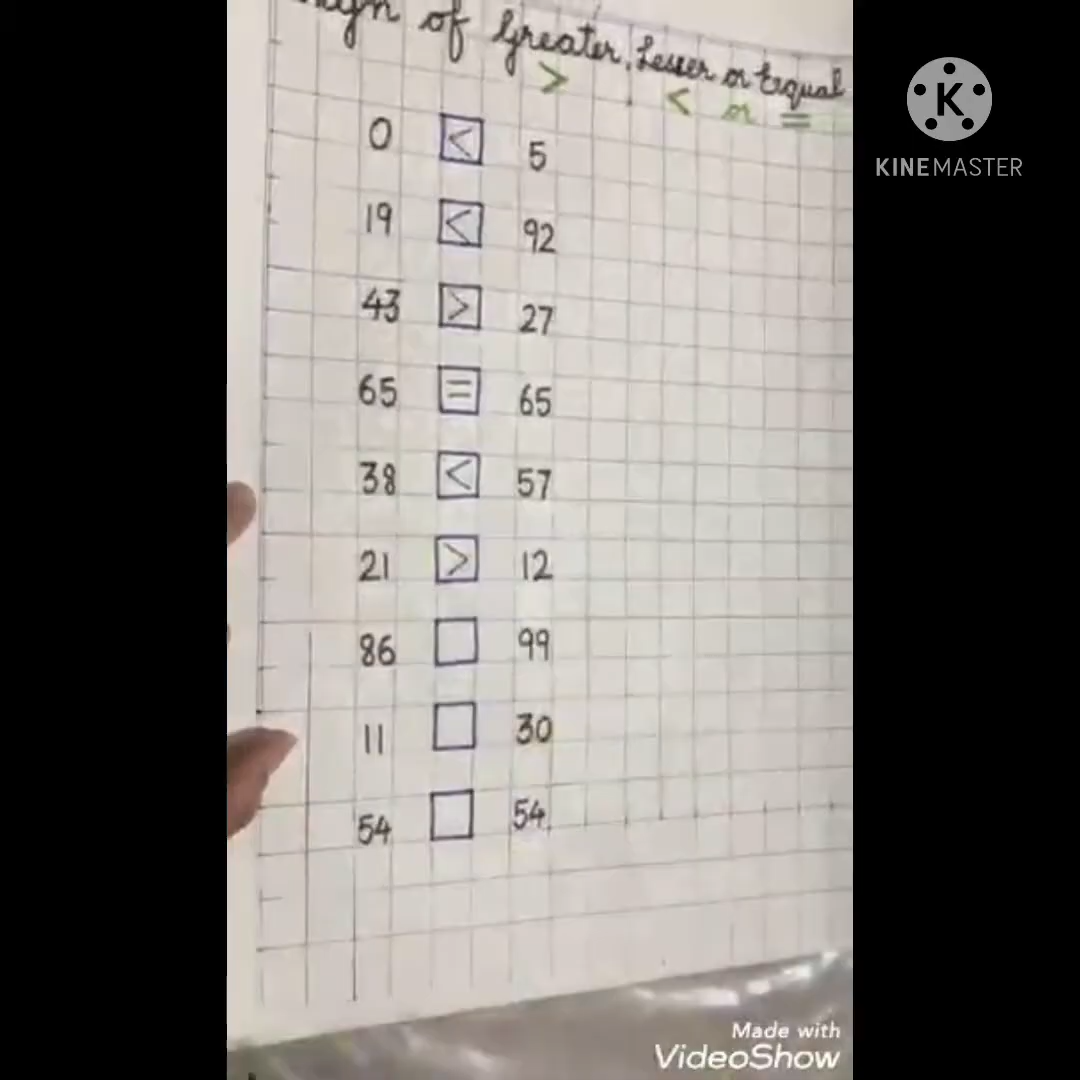 of Greater, Lesser or Equal
> < or =
0 < 5
19 < 92
43 > 27
65 = 65
38 < 57
21 > 12
86 □ 99
11 □ 30
54 □ 54
K
KINEMASTER
Made with
VideoShow